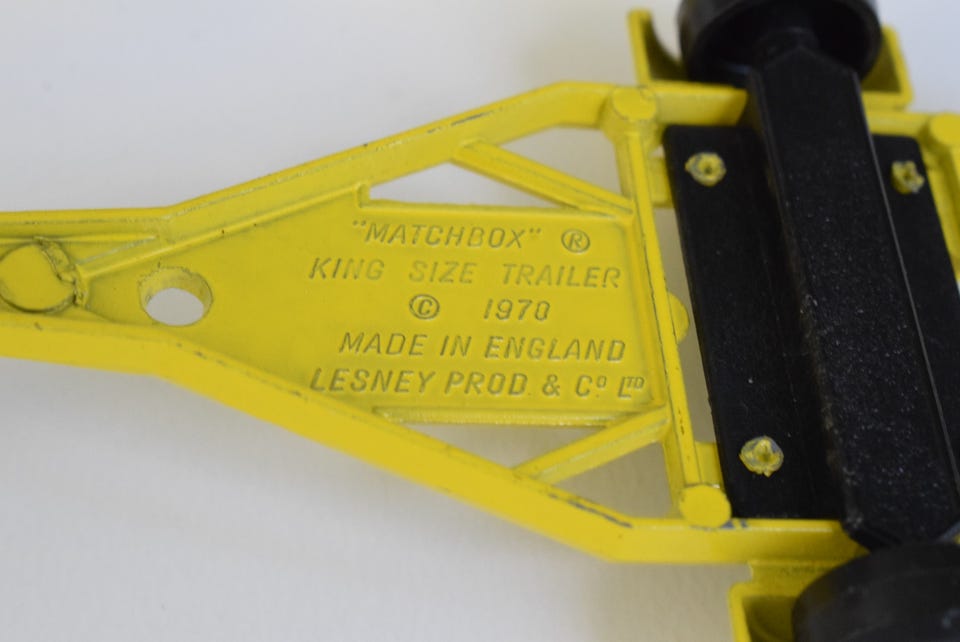 "MATCHBOX" ®
KING SIZE TRAILER
© 1970
MADE IN ENGLAND
LESNEY PROD. & Cº. LTD